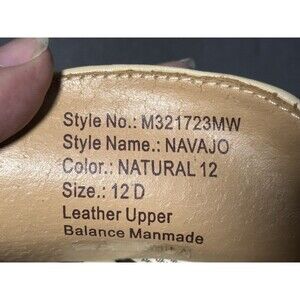 Style No.: M321723MW
Style Name.: NAVAJO
Color.: NATURAL 12
Size.: 12 D
Leather Upper
Balance Manmade